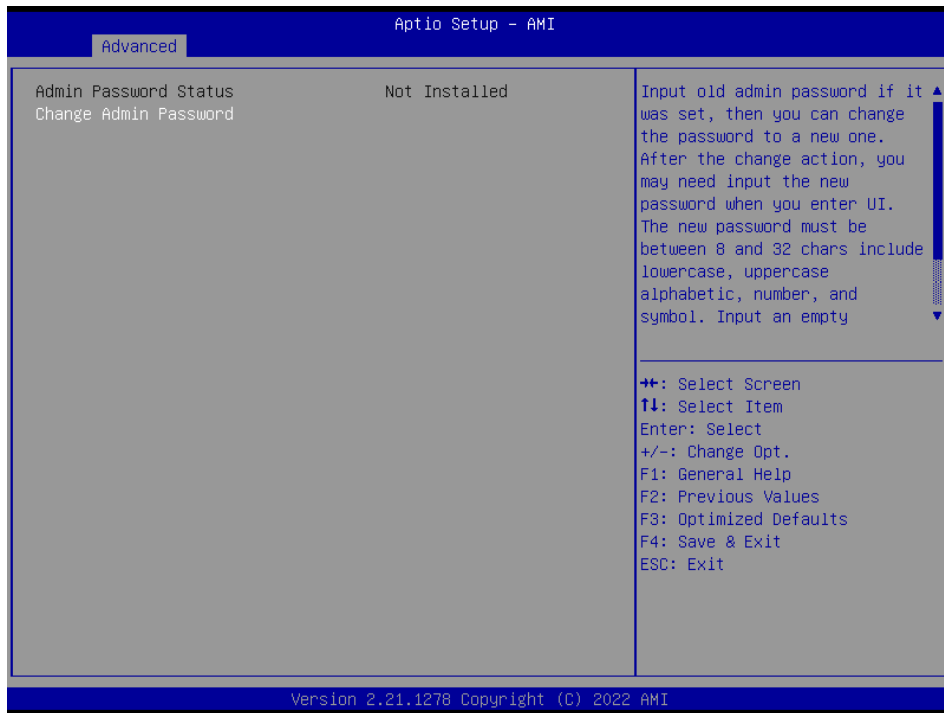 Aptio Setup – AMI
Advanced
Admin Password Status Not Installed
Change Admin Password
Input old admin password if it
was set, then you can change
the password to a new one.
After the change action, you
may need input the new
password when you enter UI.
The new password must be
between 8 and 32 chars include
lowercase, uppercase
alphabetic, number, and
symbol. Input an empty
→←: Select Screen
↑↓: Select Item
Enter: Select
+/-: Change Opt.
F1: General Help
F2: Previous Values
F3: Optimized Defaults
F4: Save & Exit
ESC: Exit
Version 2.21.1278 Copyright (C) 2022 AMI